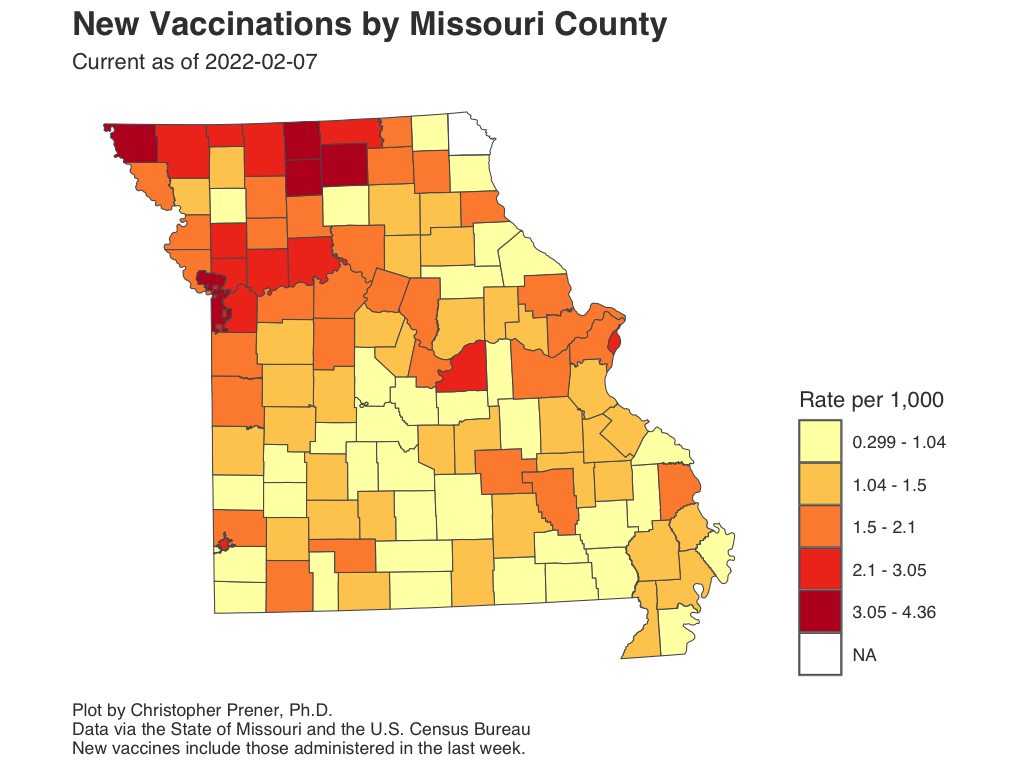 New Vaccinations by Missouri County
Current as of 2022-02-07
Rate per 1,000
0.299 - 1.04
1.04 - 1.5
1.5 - 2.1
2.1 - 3.05
3.05 - 4.36
NA
Plot by Christopher Prener, Ph.D.
Data via the State of Missouri and the U.S. Census Bureau
New vaccines include those administered in the last week.